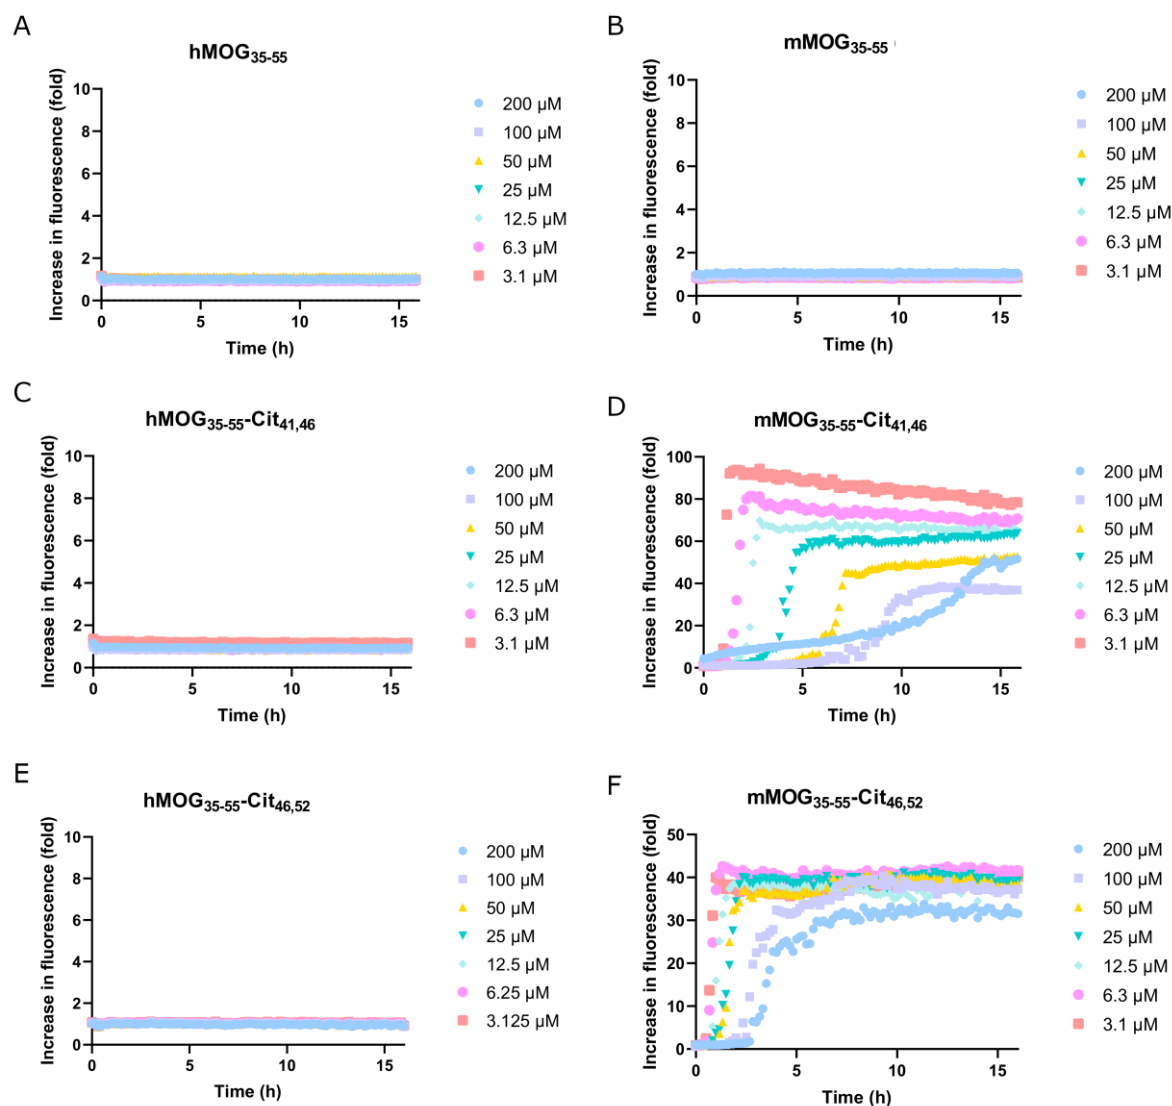 A
hMOG35-55
Increase in fluorescence (fold)
10
8
6
4
2
0
0 5 10 15
Time (h)
200 µM
100 µM
50 µM
25 µM
12.5 µM
6.3 µM
3.1 µM
B
mMOG35-55
Increase in fluorescence (fold)
10
8
6
4
2
0
0 5 10 15
Time (h)
200 µM
100 µM
50 µM
25 µM
12.5 µM
6.3 µM
3.1 µM
C
hMOG35-55-Cit41,46
Increase in fluorescence (fold)
10
8
6
4
2
0
0 5 10 15
Time (h)
200 µM
100 µM
50 µM
25 µM
12.5 µM
6.3 µM
3.1 µM
D
mMOG35-55-Cit41,46
Increase in fluorescence (fold)
100
80
60
40
20
0
0 5 10 15
Time (h)
200 µM
100 µM
50 µM
25 µM
12.5 µM
6.3 µM
3.1 µM
E
hMOG35-55-Cit46,52
Increase in fluorescence (fold)
10
8
6
4
2
0
0 5 10 15
Time (h)
200 µM
100 µM
50 µM
25 µM
12.5 µM
6.25 µM
3.125 µM
F
mMOG35-55-Cit46,52
Increase in fluorescence (fold)
50
40
30
20
10
0
0 5 10 15
Time (h)
200 µM
100 µM
50 µM
25 µM
12.5 µM
6.3 µM
3.1 µM